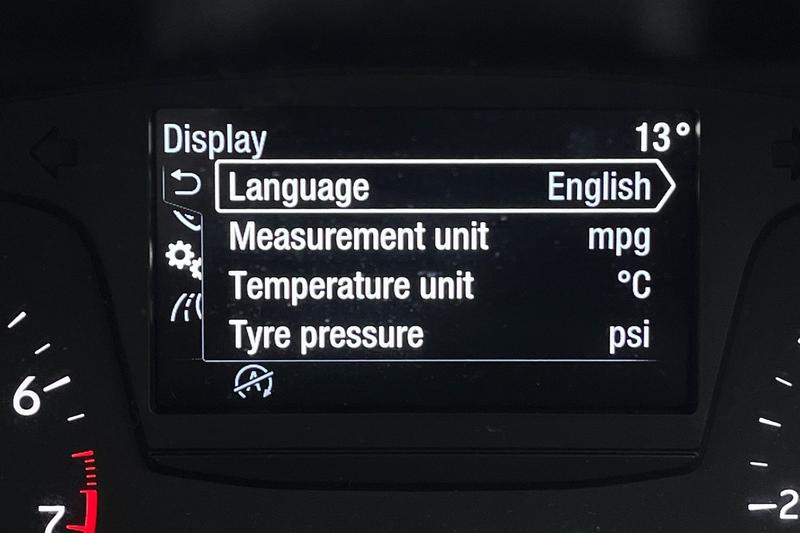 Display 13°
Language English
Measurement unit mpg
Temperature unit °C
Tyre pressure psi
A
6
7
2